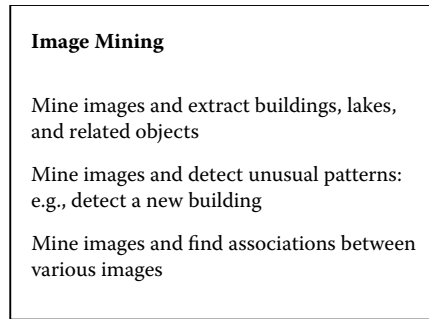 Image Mining
Mine images and extract buildings, lakes,
and related objects
Mine images and detect unusual patterns:
e.g., detect a new building
Mine images and find associations between
various images